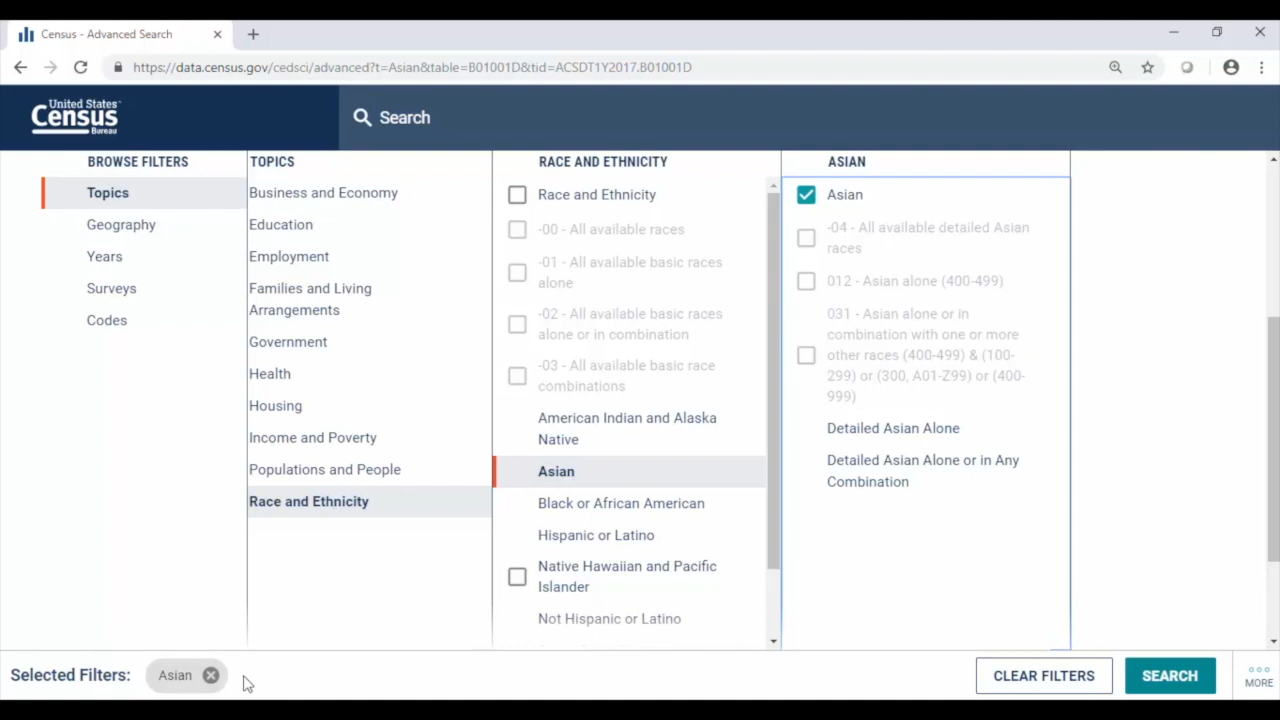 Census - Advanced Search
https://data.census.gov/cedsci/advanced?t=Asian&table=B01001D&tid=ACSDT1Y2017.B01001D
United States®
Census
Bureau
Search
BROWSE FILTERS
Topics
Geography
Years
Surveys
Codes
TOPICS
Business and Economy
Education
Employment
Families and Living
Arrangements
Government
Health
Housing
Income and Poverty
Populations and People
Race and Ethnicity
RACE AND ETHNICITY
Race and Ethnicity
-00 - All available races
-01 - All available basic races
alone
-02 - All available basic races
alone or in combination
-03 - All available basic race
combinations
American Indian and Alaska
Native
Asian
Black or African American
Hispanic or Latino
Native Hawaiian and Pacific
Islander
Not Hispanic or Latino
ASIAN
Asian
-04 - All available detailed Asian
races
012 - Asian alone (400-499)
031 - Asian alone or in
combination with one or more
other races (400-499) & (100-
299) or (300, A01-Z99) or (400-
999)
Detailed Asian Alone
Detailed Asian Alone or in Any
Combination
Selected Filters:
Asian
CLEAR FILTERS
SEARCH
MORE